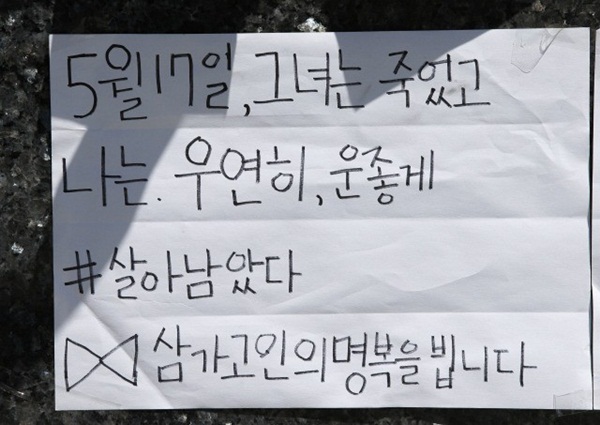 5월17일,그녀는 죽었고
나는. 우연히, 운좋게
#살아남았다
삼가고인의명복을빕니다